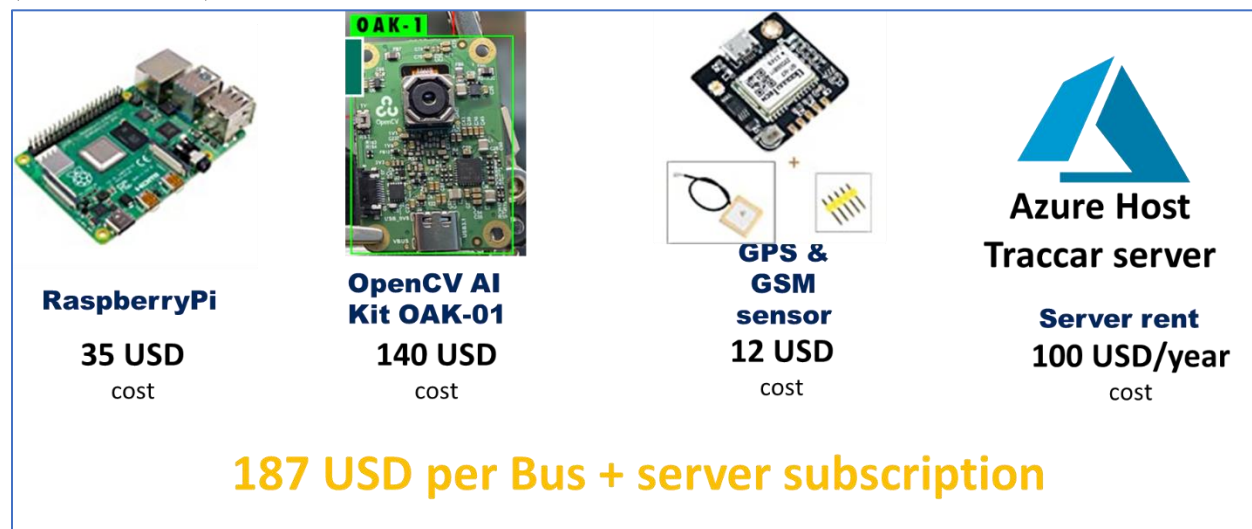 OAK-1
OpenCV
RaspberryPi
35 USD
cost
OpenCV AI
Kit OAK-01
140 USD
cost
GPS &
GSM
sensor
12 USD
cost
Azure Host
Traccar server
Server rent
100 USD/year
cost
187 USD per Bus + server subscription